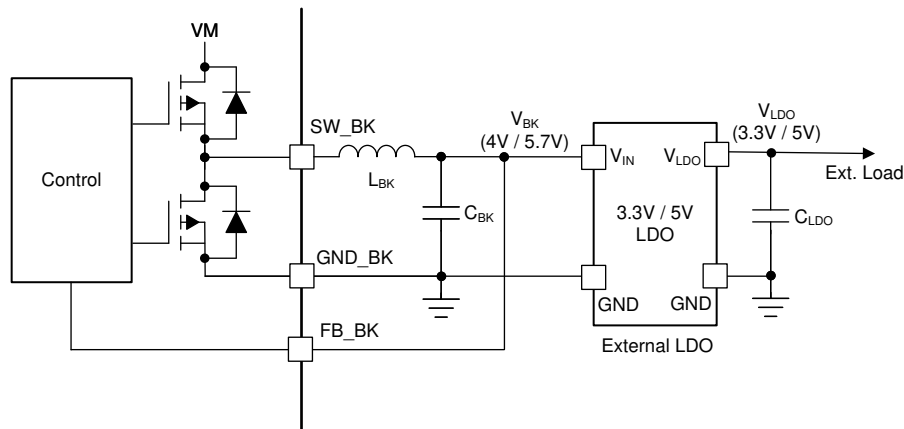 VM
Control
SW_BK
L_BK
C_BK
GND_BK
FB_BK
V_BK
(4V / 5.7V)
V_IN
V_LDO
3.3V / 5V
LDO
GND
GND
External LDO
V_LDO
(3.3V / 5V)
Ext. Load
C_LDO